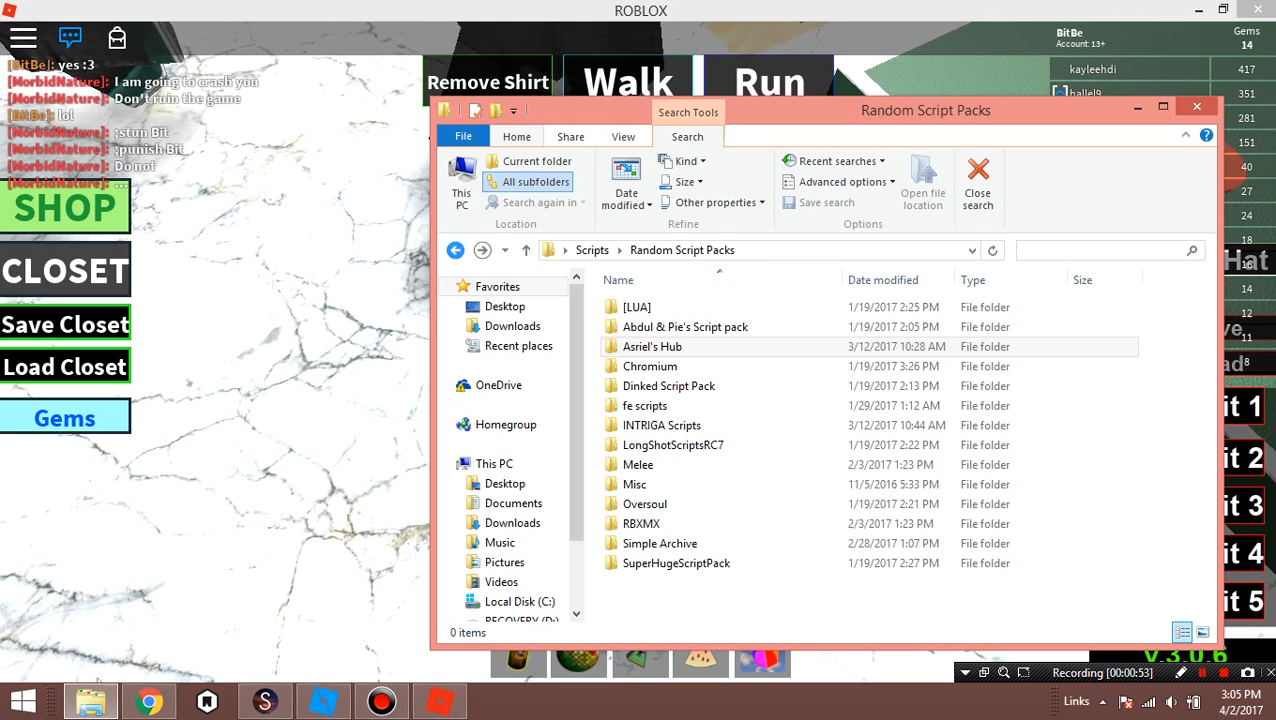 ROBLOX
[BitBe]: yes :3
[MorbidNature]: I am going to crash you
[MorbidNature]: Don't ruin the game
[BitBe]: lol
[MorbidNature]: ;stun Bit
[MorbidNature]: ;punish Bit
[MorbidNature]: Do not
[MorbidNature]: ...
SHOP
CLOSET
Save Closet
Load Closet
Gems
Remove Shirt
Walk
Run
BitBe
Account: 13+
Gems
14
kayleehdi 417
hallel9 351
281
151
40
27
24
18
16
12
11
8
Hat
it 1
it 2
it 3
it 4
it 5
v.3.0.6
Search Tools
Random Script Packs
File Home Share View Search
This PC
Current folder
All subfolders
Search again in
Location
Date modified
Kind
Size
Other properties
Refine
Recent searches
Advanced options
Save search
Open file location
Options
Close search
Scripts Random Script Packs
Name Date modified Type Size
Favorites
Desktop
Downloads
Recent places
OneDrive
Homegroup
This PC
Desktop
Documents
Downloads
Music
Pictures
Videos
Local Disk (C:)
RECOVERY (D:)
[LUA] 1/19/2017 2:25 PM File folder
Abdul & Pie's Script pack 1/19/2017 2:05 PM File folder
Asriel's Hub 3/12/2017 10:28 AM File folder
Chromium 1/19/2017 3:26 PM File folder
Dinked Script Pack 1/19/2017 2:13 PM File folder
fe scripts 1/29/2017 1:12 AM File folder
INTRIGA Scripts 3/12/2017 10:44 AM File folder
LongShotScriptsRC7 1/19/2017 2:22 PM File folder
Melee 2/3/2017 1:23 PM File folder
Misc 11/5/2016 5:33 PM File folder
Oversoul 1/19/2017 2:21 PM File folder
RBXMX 2/3/2017 1:23 PM File folder
Simple Archive 2/28/2017 1:07 PM File folder
SuperHugeScriptPack 1/19/2017 2:27 PM File folder
0 items
Recording [00:00:53]
Links
3:05 PM
4/2/2017